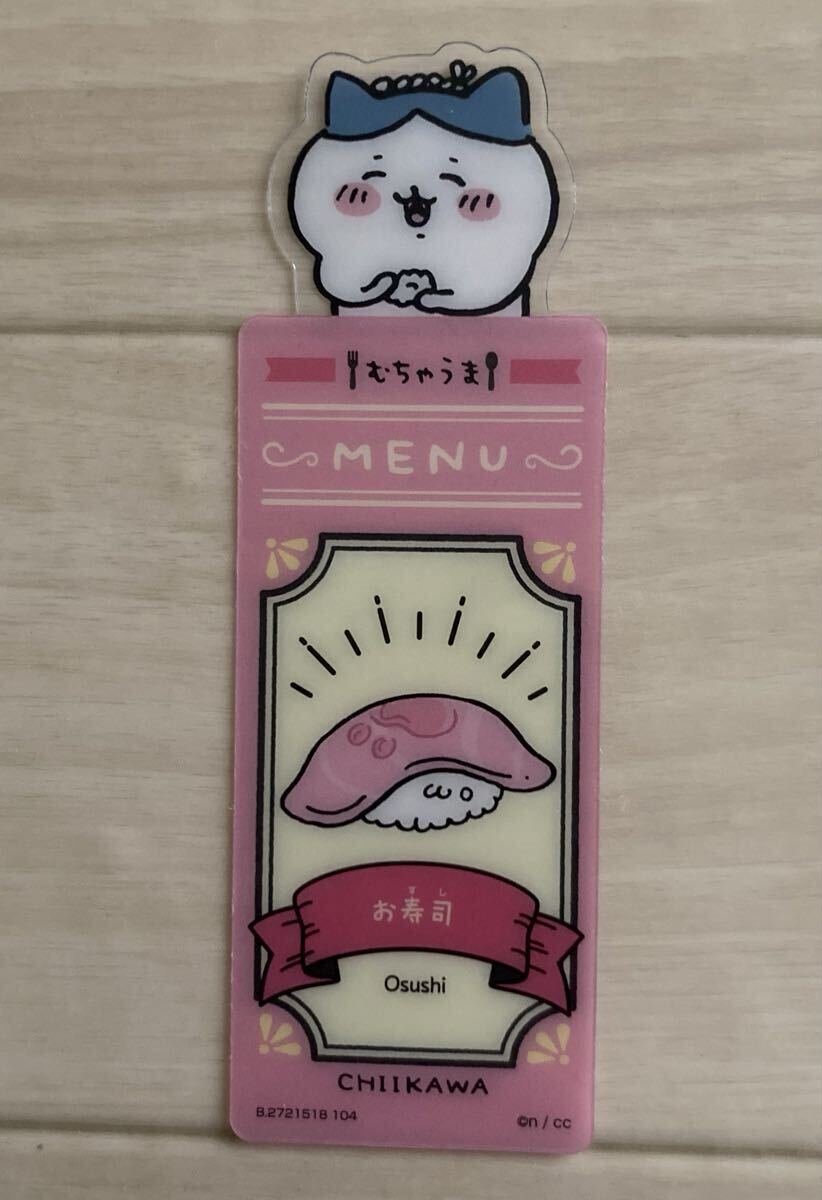 むちゃうま
MENU
お寿司
すし
Osushi
CHIIKAWA
B.2721518 104
©n / cc